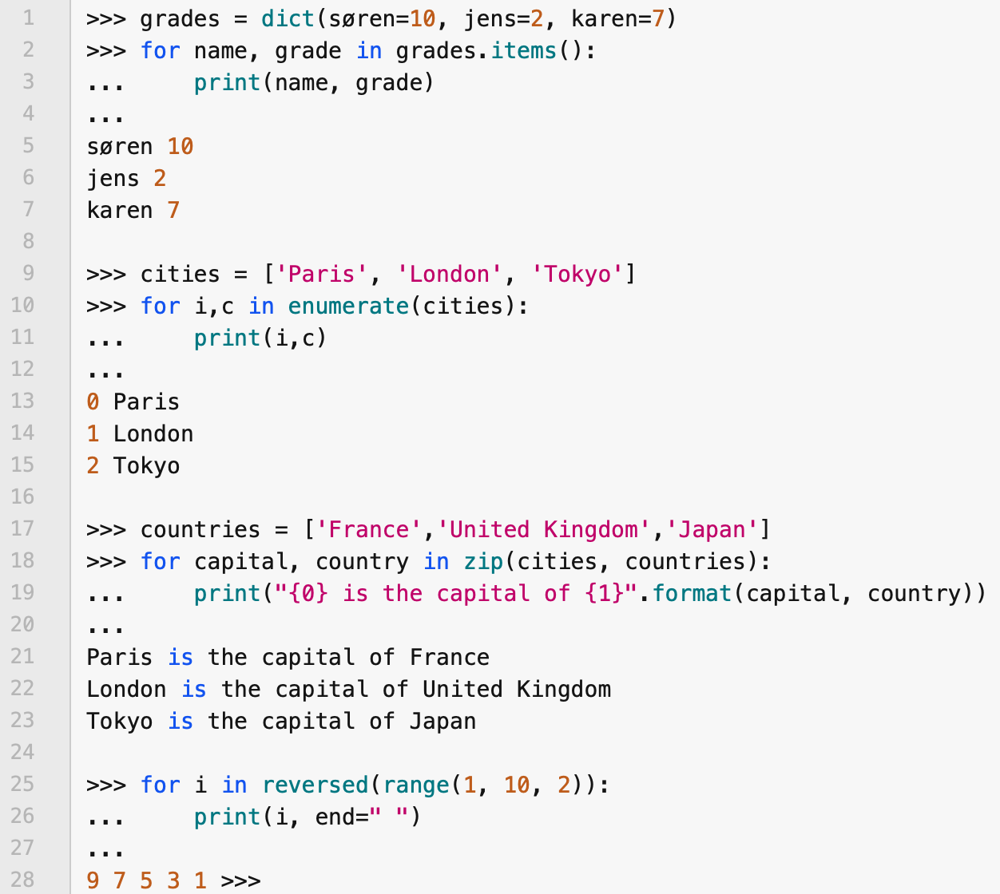 1 >>> grades = dict(søren=10, jens=2, karen=7)
2 >>> for name, grade in grades.items():
3 ...     print(name, grade)
4 ...
5 søren 10
6 jens 2
7 karen 7
8
9 >>> cities = ['Paris', 'London', 'Tokyo']
10 >>> for i,c in enumerate(cities):
11 ...     print(i,c)
12 ...
13 0 Paris
14 1 London
15 2 Tokyo
16
17 >>> countries = ['France','United Kingdom','Japan']
18 >>> for capital, country in zip(cities, countries):
19 ...     print("{0} is the capital of {1}".format(capital, country))
20 ...
21 Paris is the capital of France
22 London is the capital of United Kingdom
23 Tokyo is the capital of Japan
24
25 >>> for i in reversed(range(1, 10, 2)):
26 ...     print(i, end=" ")
27 ...
28 9 7 5 3 1 >>>